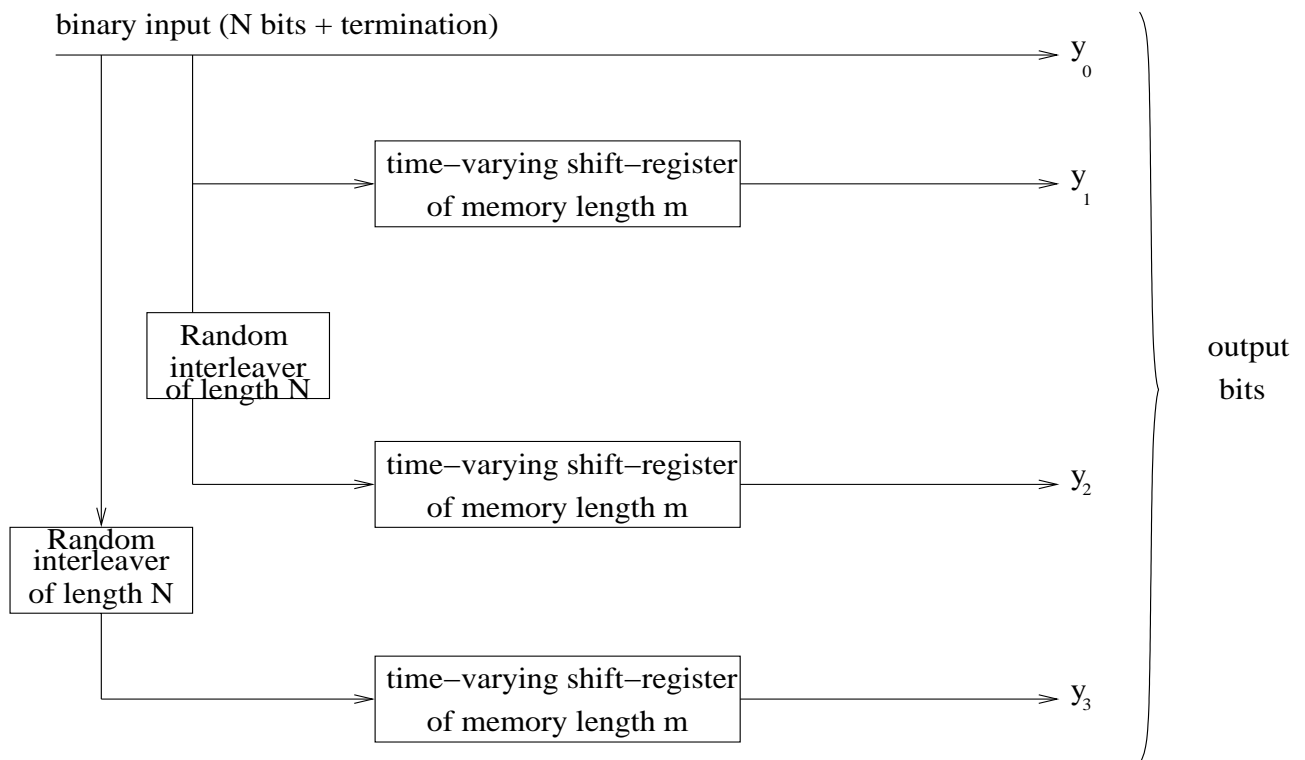 binary input (N bits + termination)
y0
time−varying shift−register
of memory length m
y1
Random
interleaver
of length N
output
bits
time−varying shift−register
of memory length m
y2
Random
interleaver
of length N
time−varying shift−register
of memory length m
y3